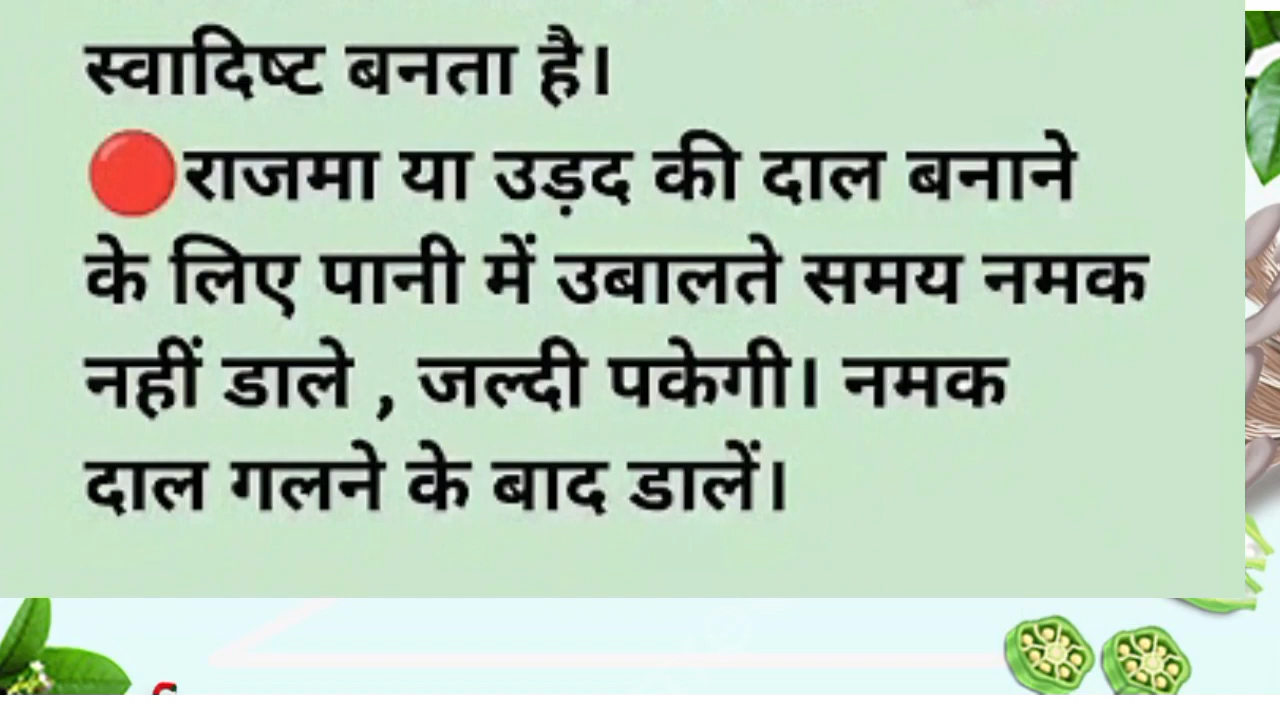 स्वादिष्ट बनता है।
🔴राजमा या उड़द की दाल बनाने
के लिए पानी में उबालते समय नमक
नहीं डाले , जल्दी पकेगी। नमक
दाल गलने के बाद डालें।